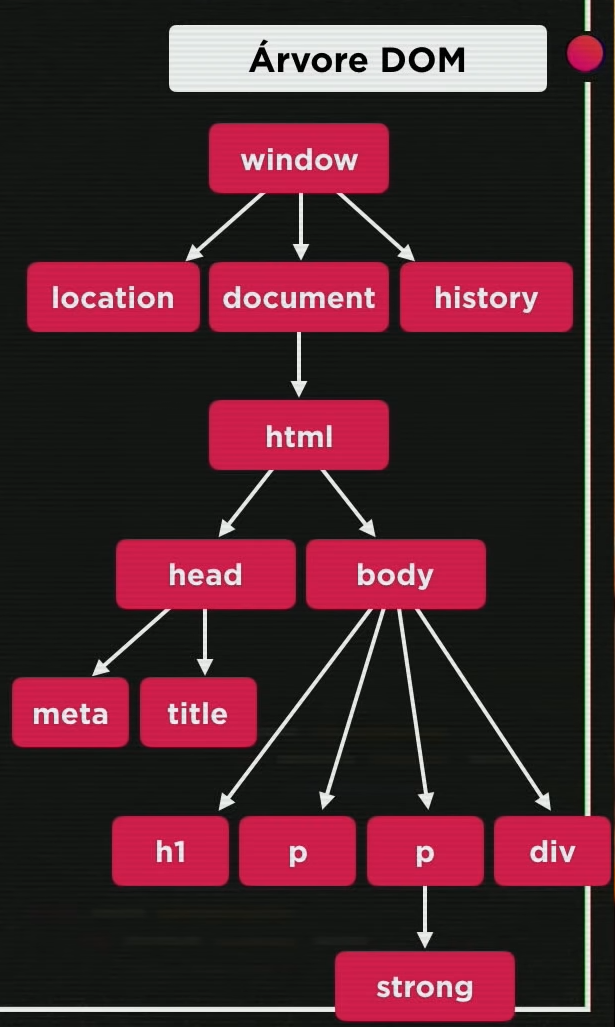 Árvore DOM
window
location
document
history
html
head
body
meta
title
h1
p
p
div
strong